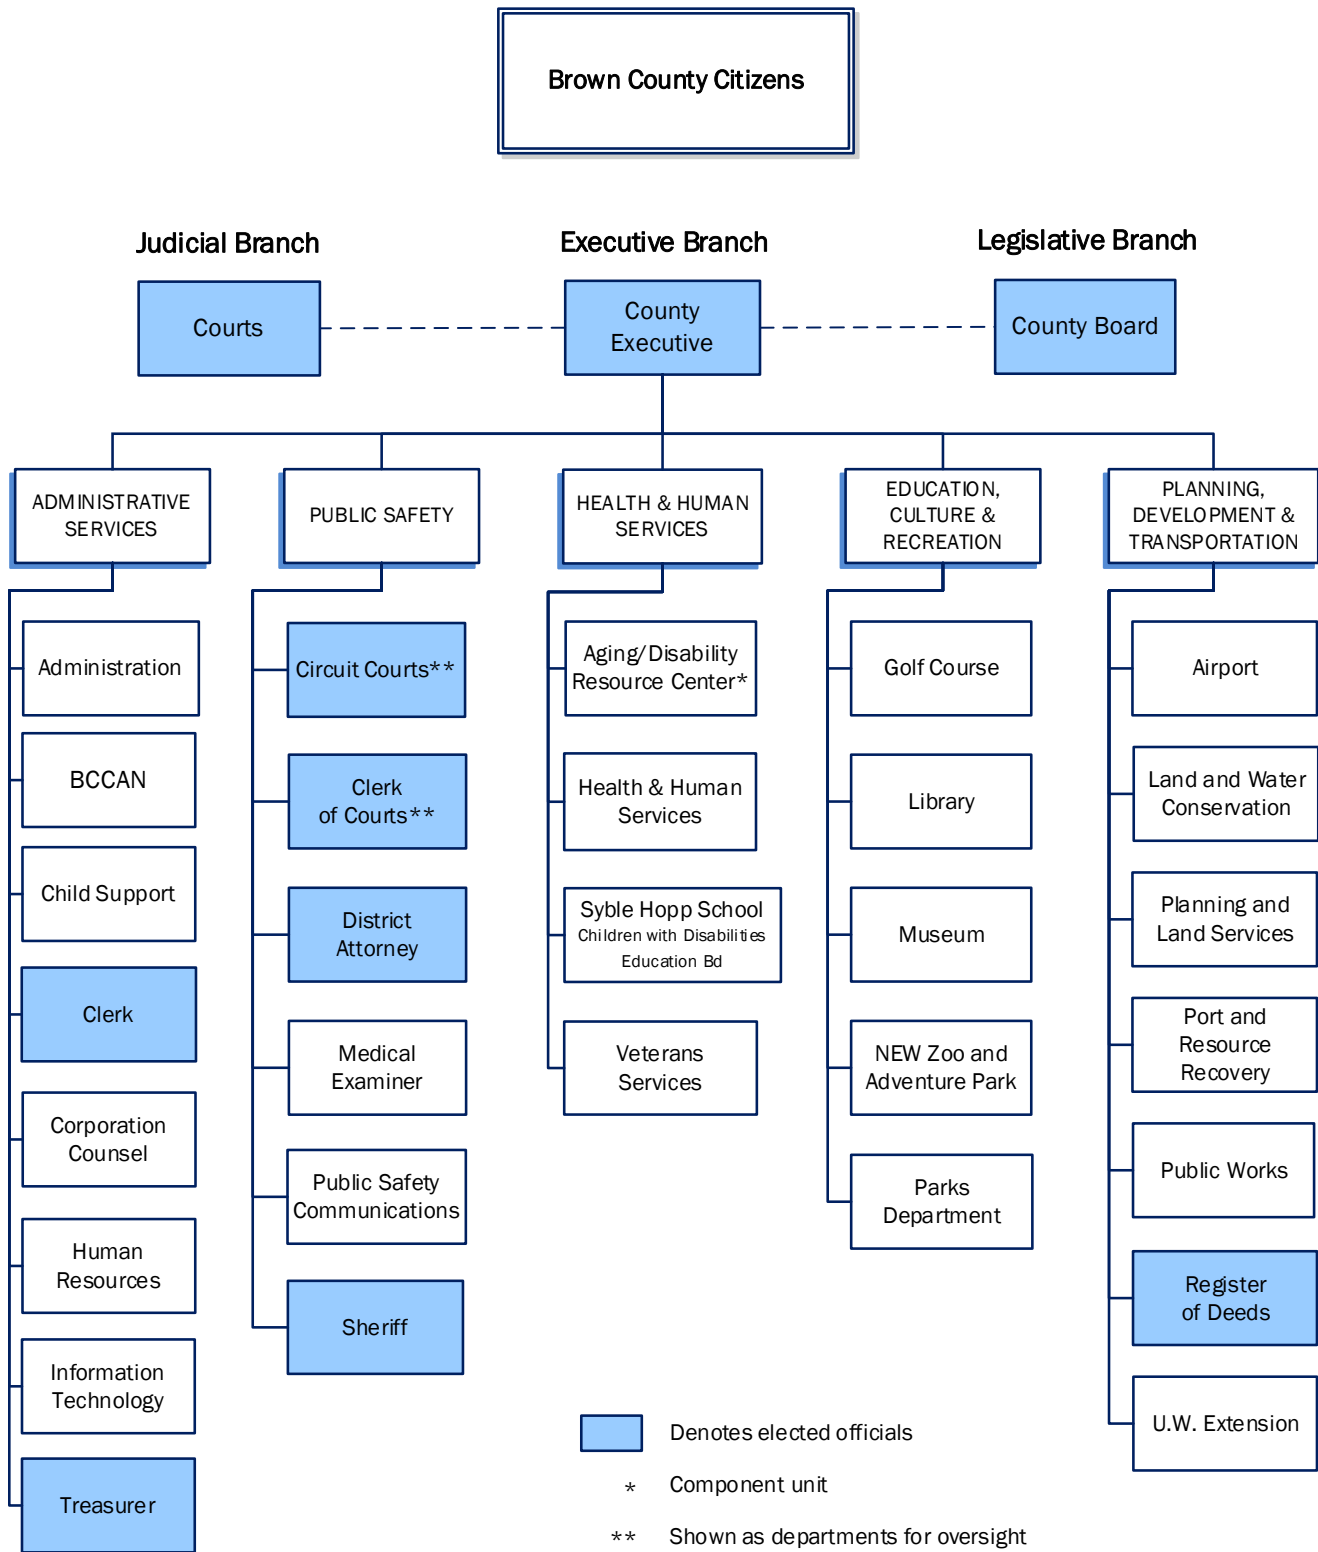 Brown County Citizens
Judicial Branch
Executive Branch
Legislative Branch
Courts
County
Executive
County Board
ADMINISTRATIVE
SERVICES
PUBLIC SAFETY
HEALTH & HUMAN
SERVICES
EDUCATION,
CULTURE &
RECREATION
PLANNING,
DEVELOPMENT &
TRANSPORTATION
Administration
BCCAN
Child Support
Clerk
Corporation
Counsel
Human
Resources
Information
Technology
Treasurer
Circuit Courts**
Clerk
of Courts**
District
Attorney
Medical
Examiner
Public Safety
Communications
Sheriff
Aging/Disability
Resource Center*
Health & Human
Services
Syble Hopp School
Children with Disabilities
Education Bd
Veterans
Services
Golf Course
Library
Museum
NEW Zoo and
Adventure Park
Parks
Department
Airport
Land and Water
Conservation
Planning and
Land Services
Port and
Resource
Recovery
Public Works
Register
of Deeds
U.W. Extension
Denotes elected officials
* Component unit
** Shown as departments for oversight